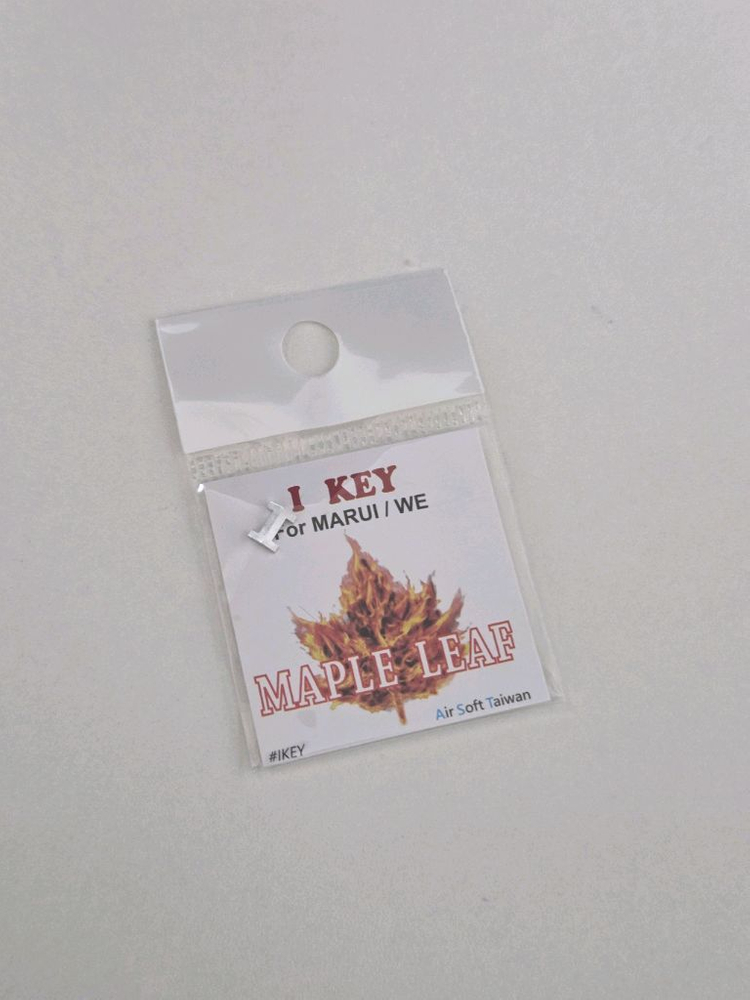 I KEY
For MARUI / WE
MAPLE LEAF
Air Soft Taiwan
#IKEY